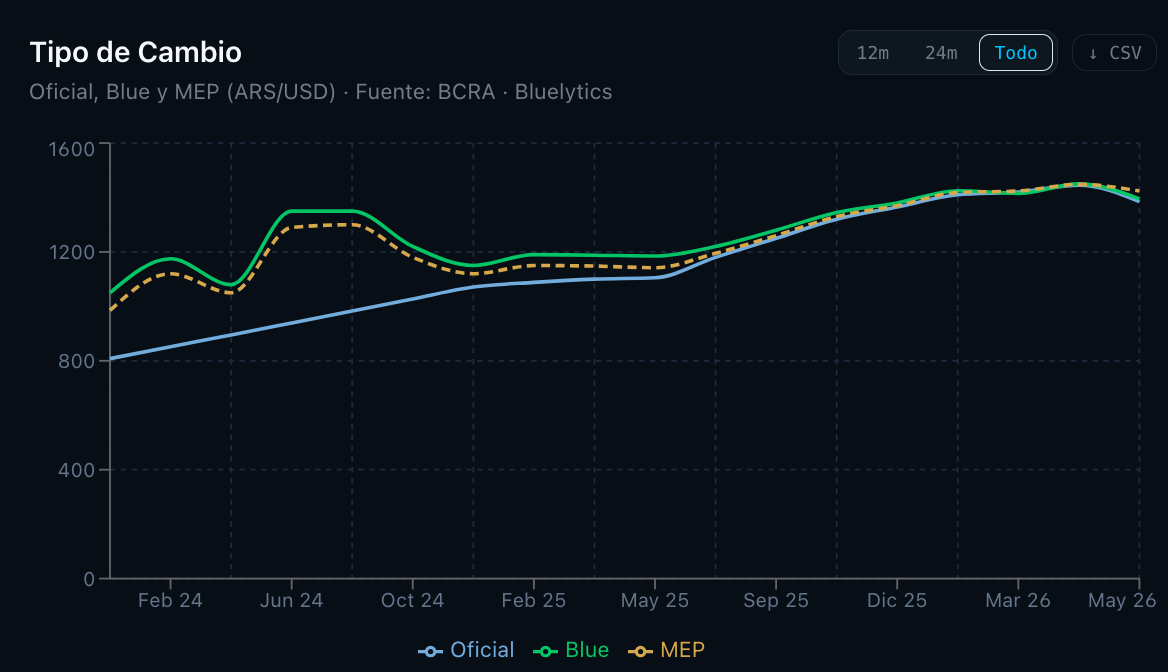 Tipo de Cambio
12m 24m Todo ↓ CSV
Oficial, Blue y MEP (ARS/USD) · Fuente: BCRA · Bluelytics
1600
1200
800
400
0
Feb 24 Jun 24 Oct 24 Feb 25 May 25 Sep 25 Dic 25 Mar 26 May 26
Oficial Blue MEP